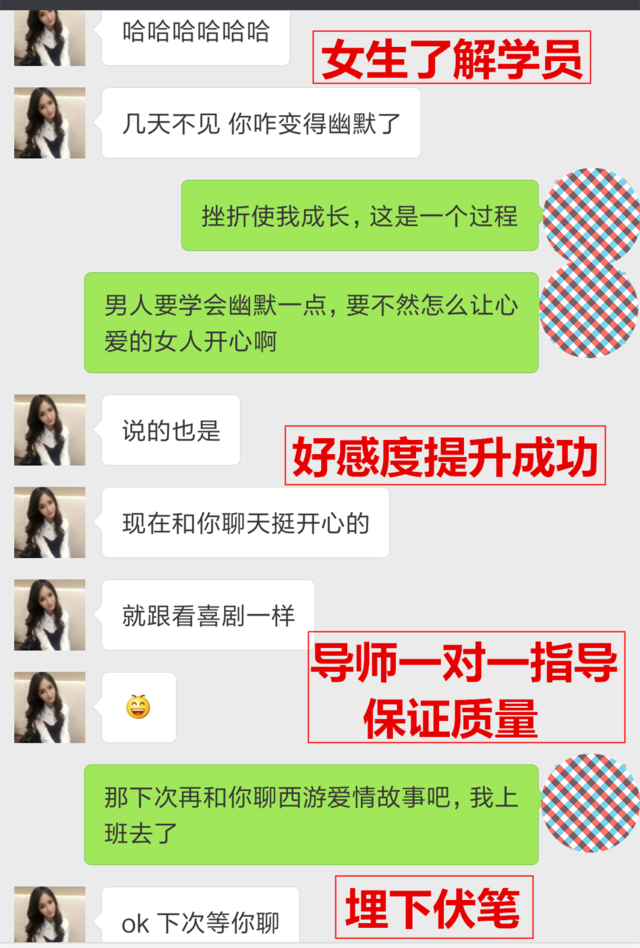 哈哈哈哈哈哈
女生了解学员
几天不见 你咋变得幽默了
挫折使我成长，这是一个过程
男人要学会幽默一点，要不然怎么让心
爱的女人开心啊
说的也是
好感度提升成功
现在和你聊天挺开心的
就跟看喜剧一样
导师一对一指导
保证质量
那下次再和你聊西游爱情故事吧，我上
班去了
埋下伏笔
ok 下次等你聊